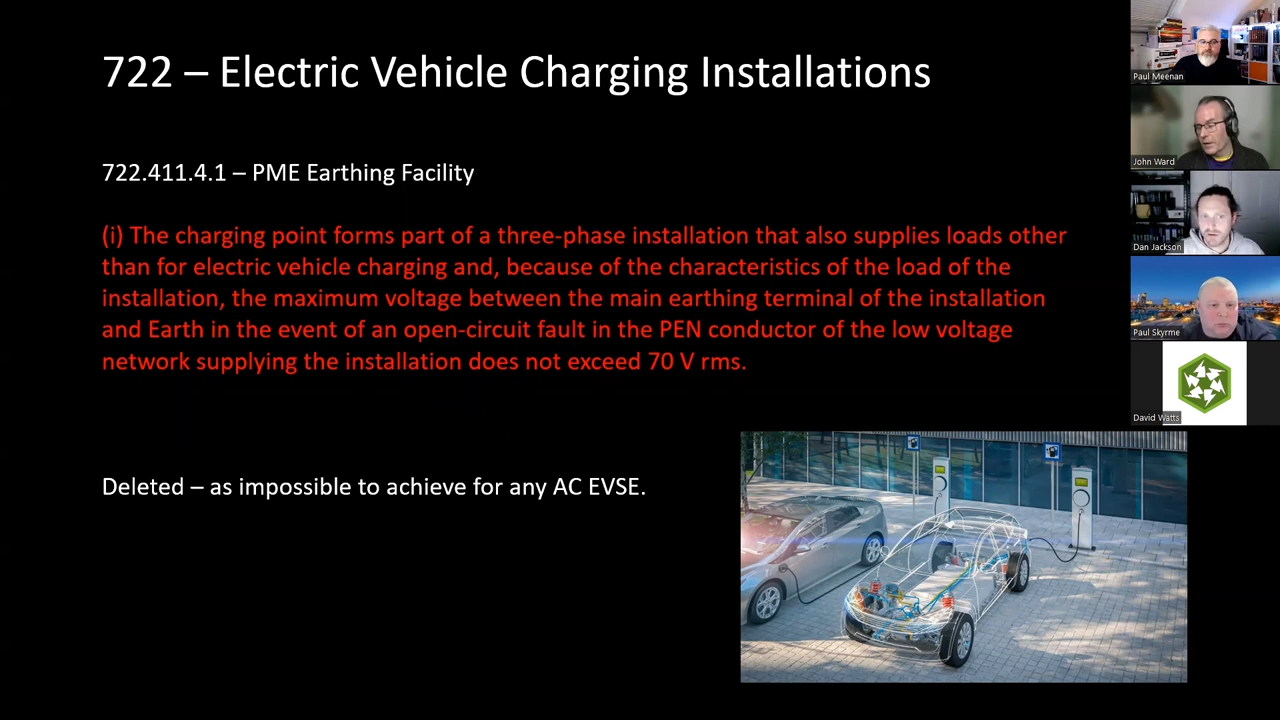 722 – Electric Vehicle Charging Installations
722.411.4.1 – PME Earthing Facility
(i) The charging point forms part of a three-phase installation that also supplies loads other
than for electric vehicle charging and, because of the characteristics of the load of the
installation, the maximum voltage between the main earthing terminal of the installation
and Earth in the event of an open-circuit fault in the PEN conductor of the low voltage
network supplying the installation does not exceed 70 V rms.
Deleted – as impossible to achieve for any AC EVSE.
Paul Meenan
John Ward
Dan Jackson
Paul Skyrme
David Watts